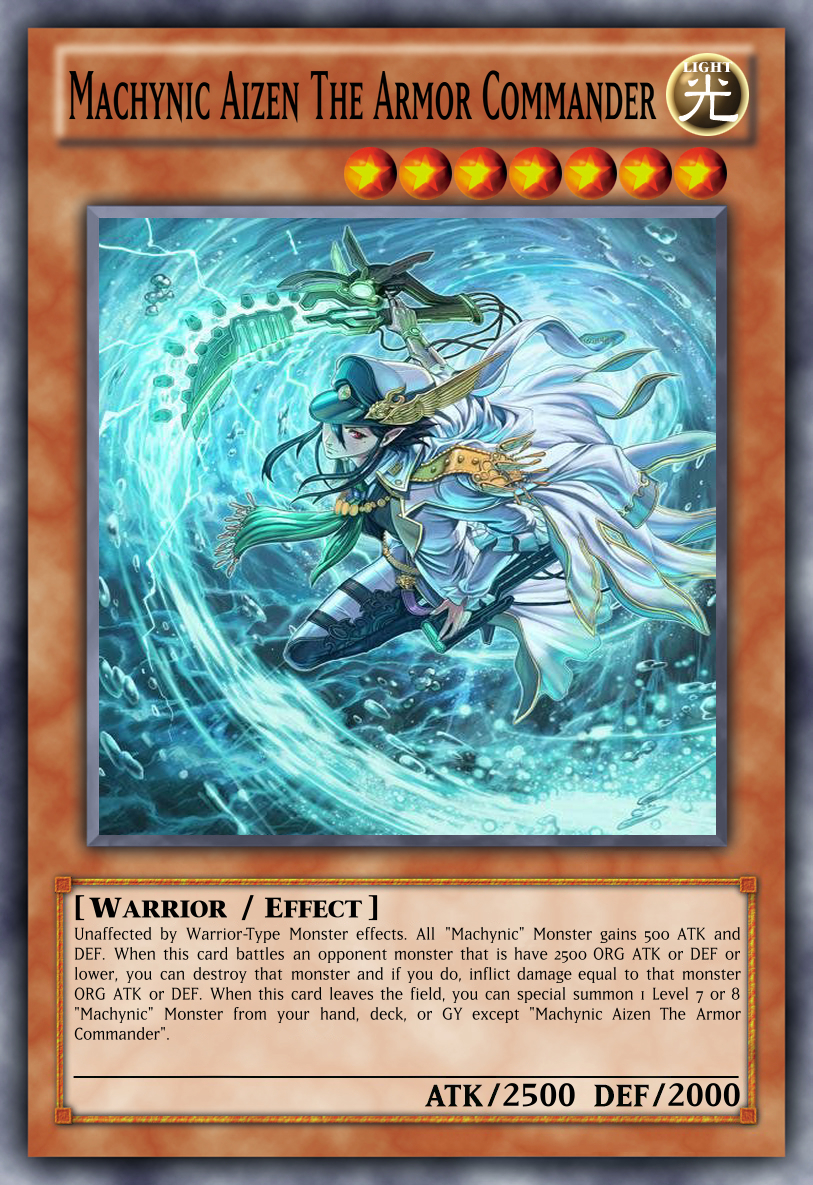 Machynic Aizen The Armor Commander
LIGHT
光
[ Warrior / Effect ]
Unaffected by Warrior-Type Monster effects. All "Machynic" Monster gains 500 ATK and
DEF. When this card battles an opponent monster that is have 2500 ORG ATK or DEF or
lower, you can destroy that monster and if you do, inflict damage equal to that monster
ORG ATK or DEF. When this card leaves the field, you can special summon 1 Level 7 or 8
"Machynic" Monster from your hand, deck, or GY except "Machynic Aizen The Armor
Commander".
ATK/2500 DEF/2000